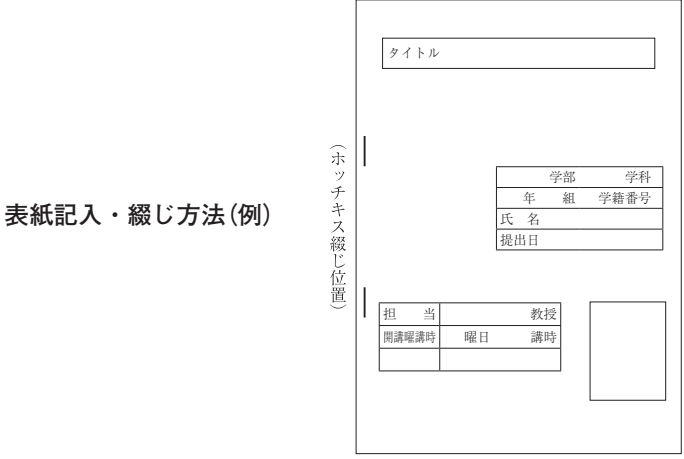 表紙記入・綴じ方法(例)
(ホッチキス綴じ位置)
タイトル
学部 学科
年 組 学籍番号
氏 名
提出日
担 当 教授
開講曜講時 曜日 講時